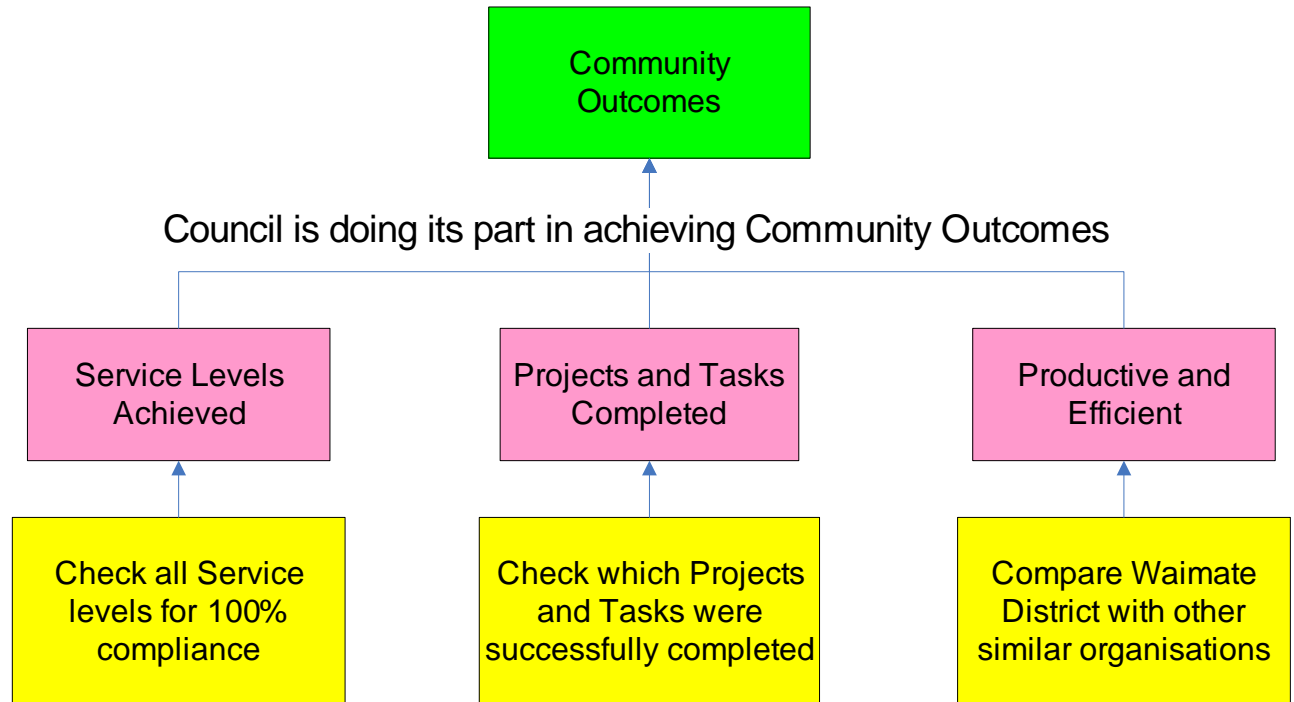 Community
Outcomes
Council is doing its part in achieving Community Outcomes
Service Levels
Achieved
Projects and Tasks
Completed
Productive and
Efficient
Check all Service
levels for 100%
compliance
Check which Projects
and Tasks were
successfully completed
Compare Waimate
District with other
similar organisations